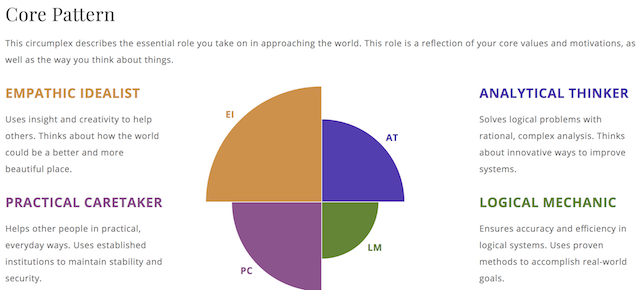 Core Pattern
This circumplex describes the essential role you take on in approaching the world. This role is a reflection of your core values and motivations, as
well as the way you think about things.
EMPATHIC IDEALIST
Uses insight and creativity to help
others. Thinks about how the world
could be a better and more
beautiful place.
PRACTICAL CARETAKER
Helps other people in practical,
everyday ways. Uses established
institutions to maintain stability and
security.
EI
AT
PC
LM
ANALYTICAL THINKER
Solves logical problems with
rational, complex analysis. Thinks
about innovative ways to improve
systems.
LOGICAL MECHANIC
Ensures accuracy and efficiency in
logical systems. Uses proven
methods to accomplish real-world
goals.